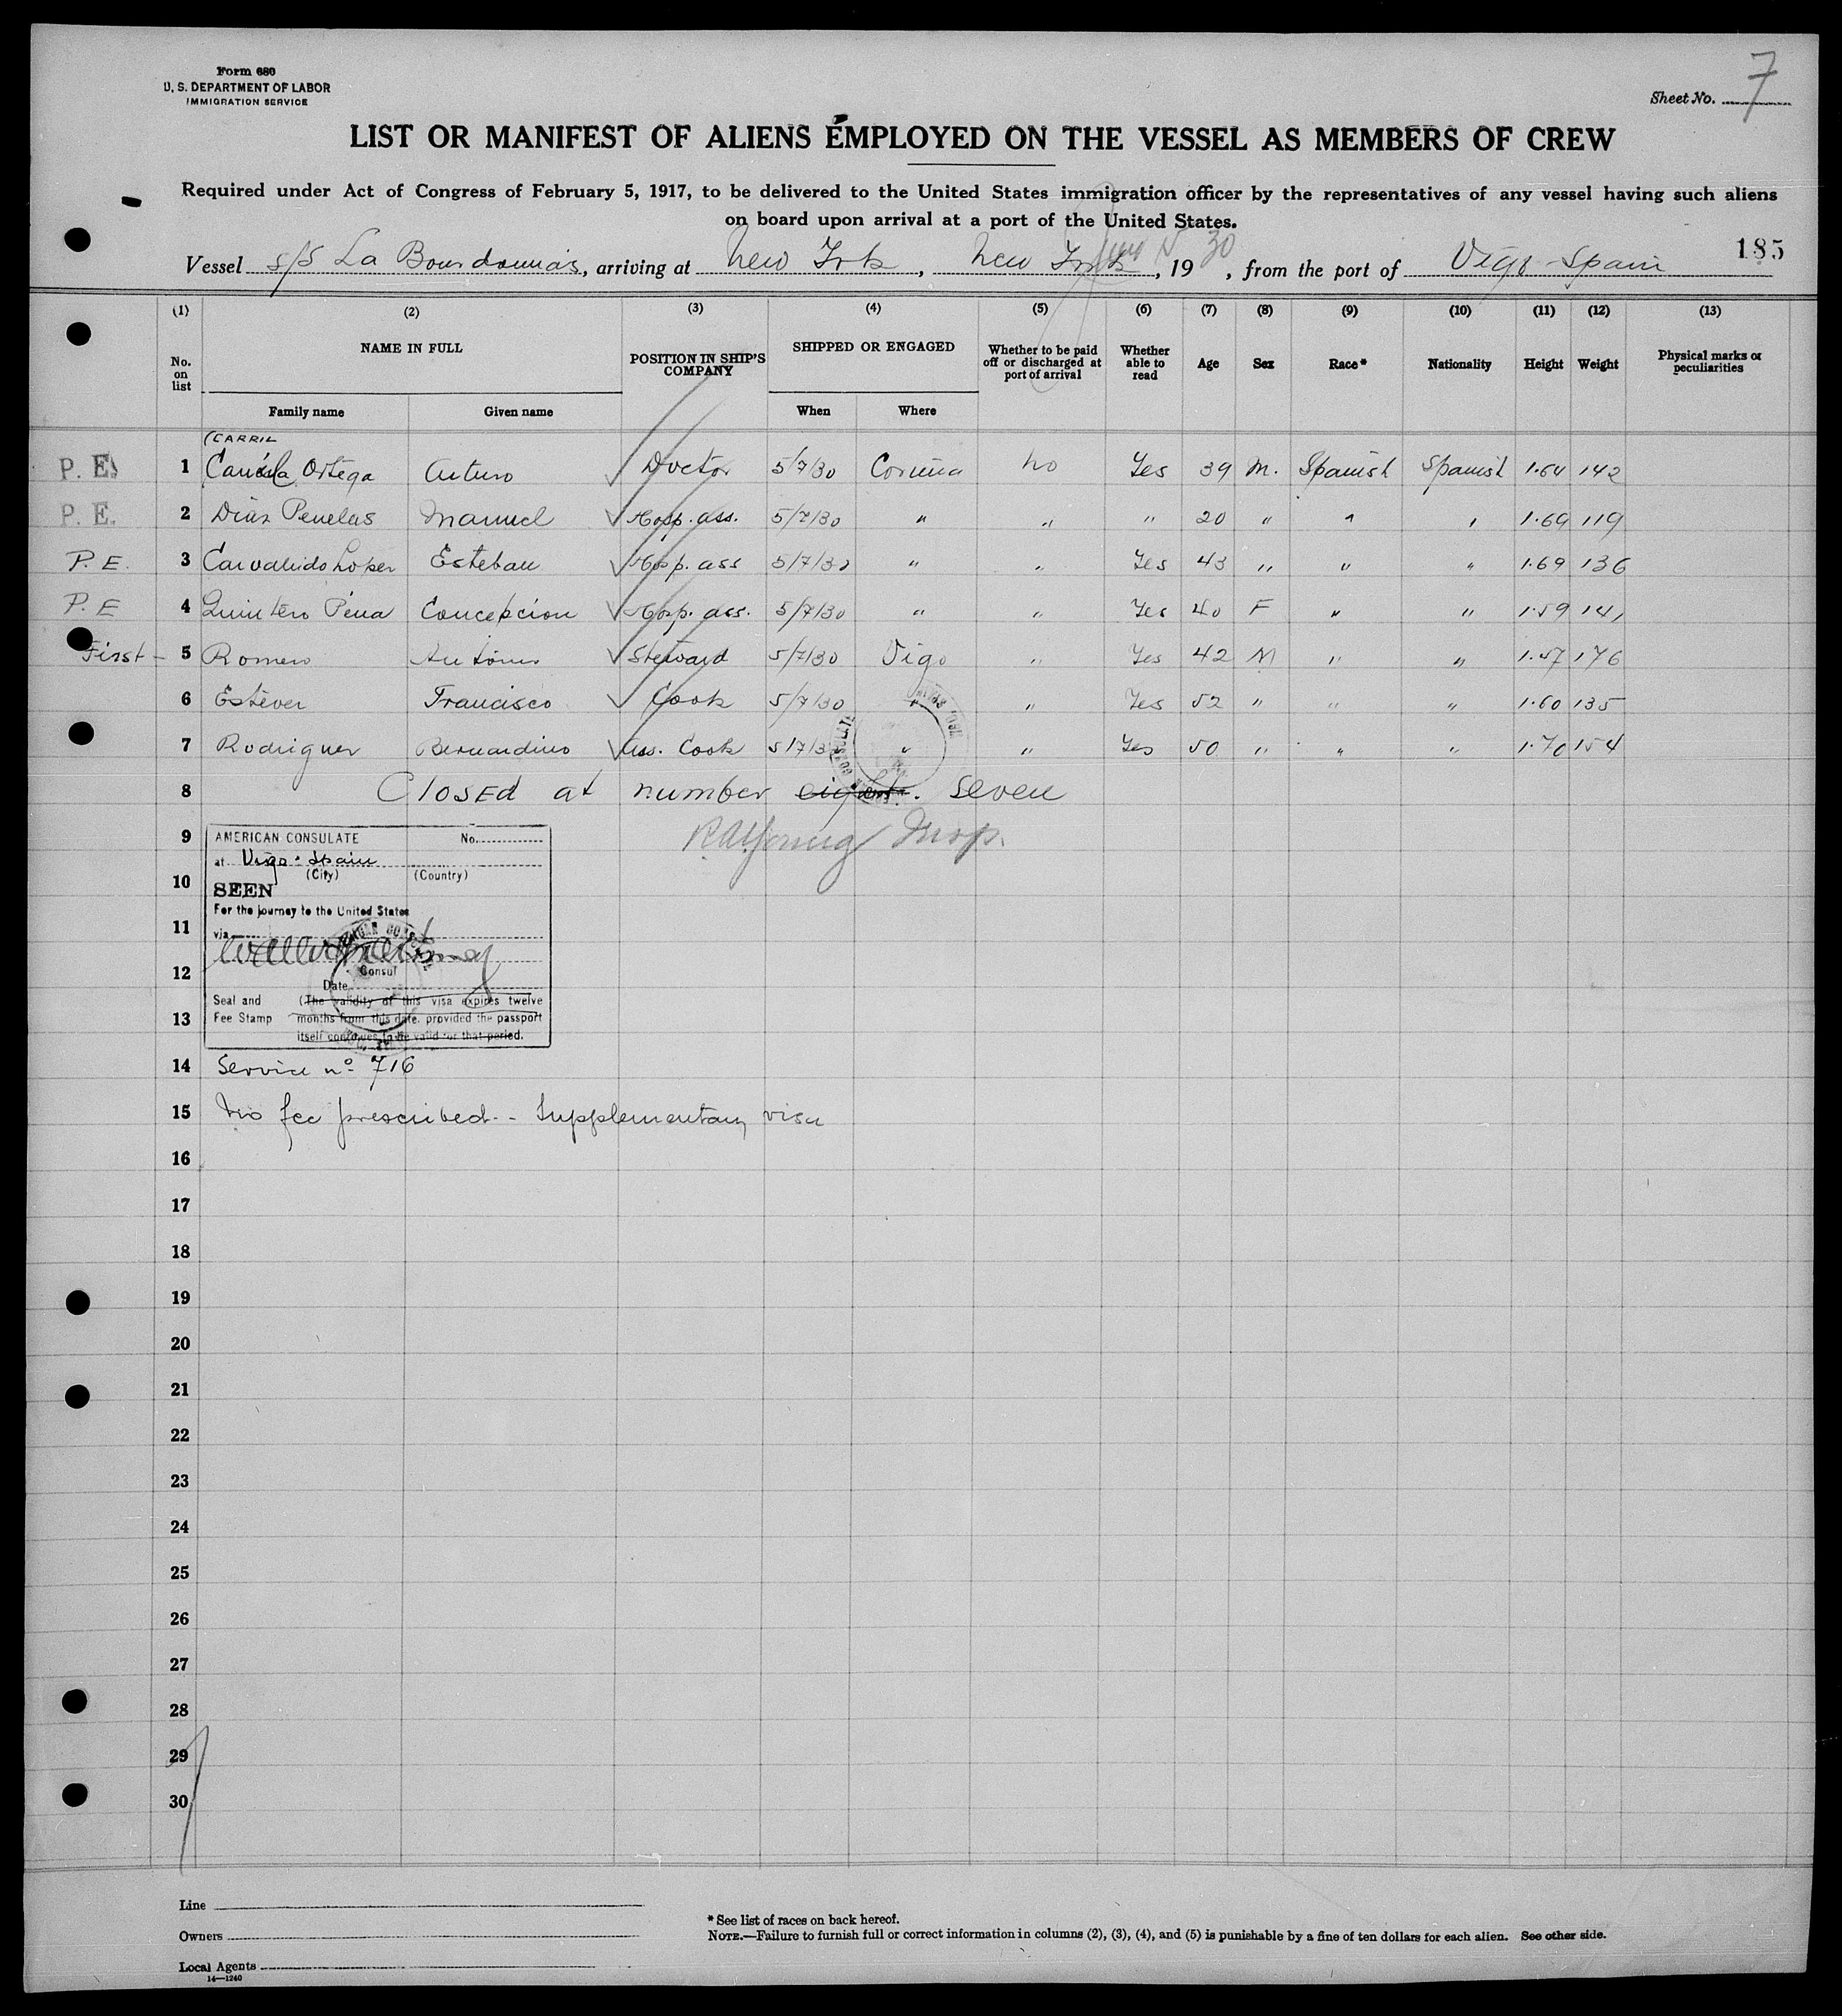 Form 680
U. S. DEPARTMENT OF LABOR
IMMIGRATION SERVICE
Sheet No. 7
LIST OR MANIFEST OF ALIENS EMPLOYED ON THE VESSEL AS MEMBERS OF CREW
Required under Act of Congress of February 5, 1917, to be delivered to the United States immigration officer by the representatives of any vessel having such aliens
on board upon arrival at a port of the United States.
185
Vessel s/s La Bourdonnais, arriving at New York, New York, 1930, from the port of Vigo - Spain
(1) (2) (3) (4) (5) (6) (7) (8) (9) (10) (11) (12) (13)
No. on list NAME IN FULL POSITION IN SHIP'S COMPANY SHIPPED OR ENGAGED Whether to be paid off or discharged at port of arrival Whether able to read Age Sex Race* Nationality Height Weight Physical marks or peculiarities
Family name Given name When Where
(CARRIL
P. E. 1 Ortega Arturo Doctor 5/7/30 Coruña No Yes 39 M. Spanish Spanish 1.64 142
P. E. 2 Dias Penelas Manuel Hosp. ass. 5/7/30 " " " 20 " " " 1.69 119
P. E. 3 Carvalido Lopez Esteban Hosp. ass 5/7/30 " " Yes 43 " " " 1.69 136
P. E 4 Quintero Pena Concepcion Hosp. ass. 5/7/30 " " Yes 40 F " " 1.59 141
First - 5 Romero Antonio Steward 5/7/30 Vigo " Yes 42 M " " 1.57 176
6 Estever Francisco Cook 5/7/30 " " Yes 52 " " " 1.60 135
7 Rodriguez Bernardino Ass. Cook 5/7/30 " " Yes 50 " " " 1.70 154
8 Closed at number eight. seven
9 AMERICAN CONSULATE No.
RA Young Insp.
at Vigo - Spain
(City) (Country)
10 SEEN
For the journey to the United States
11 via
12 Consul
Date
Seal and (The validity of this visa expires twelve
13 Fee Stamp months from this date, provided the passport
itself continues to be valid for that period.
14 Service nº 716
15 No fee prescribed - Supplementary visa
16
17
18
19
20
21
22
23
24
25
26
27
28
29
30
Line
Owners
Local Agents
14—1240
* See list of races on back hereof.
NOTE.—Failure to furnish full or correct information in columns (2), (3), (4), and (5) is punishable by a fine of ten dollars for each alien. See other side.